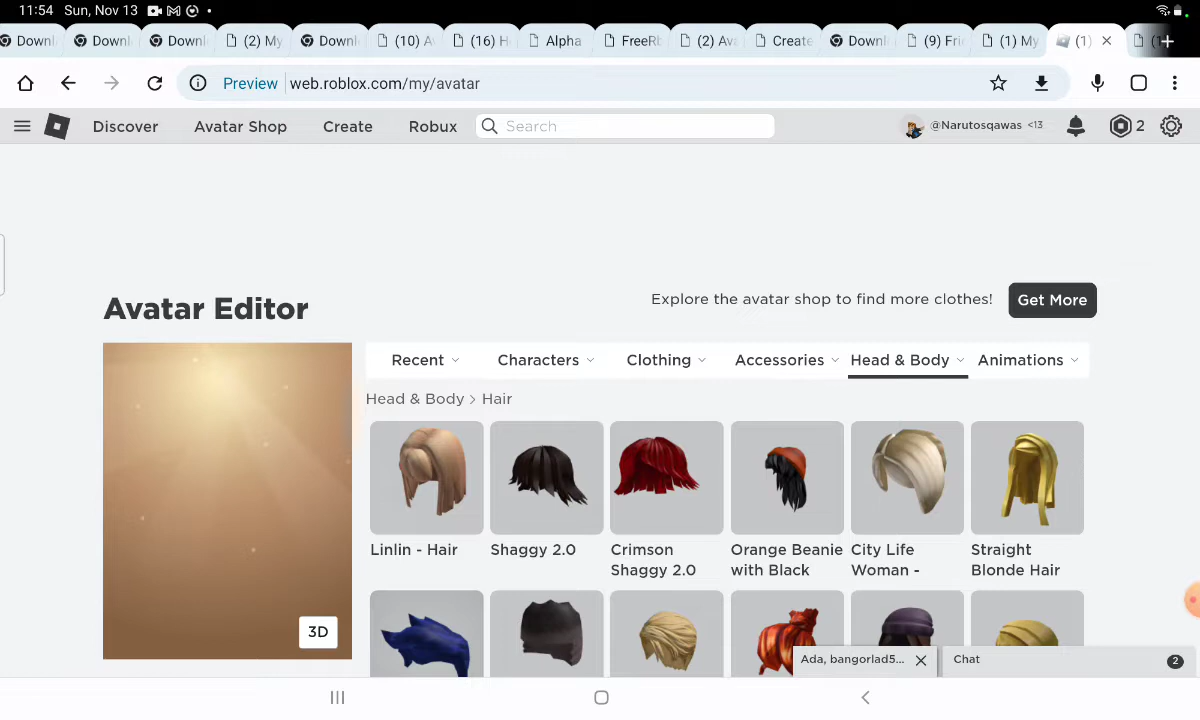 11:54 Sun, Nov 13
Downl Downl Downl (2) My Downl (10) A (16) H Alpha FreeRb (2) Ava Create Downl (9) Frie (1) My (1) (1
Preview web.roblox.com/my/avatar
Discover Avatar Shop Create Robux Search @Narutosqawas <13 2
Avatar Editor
Explore the avatar shop to find more clothes! Get More
Recent Characters Clothing Accessories Head & Body Animations
Head & Body > Hair
Linlin - Hair
Shaggy 2.0
Crimson
Shaggy 2.0
Orange Beanie
with Black
City Life
Woman -
Straight
Blonde Hair
3D
Ada, bangorlad5...
Chat
2